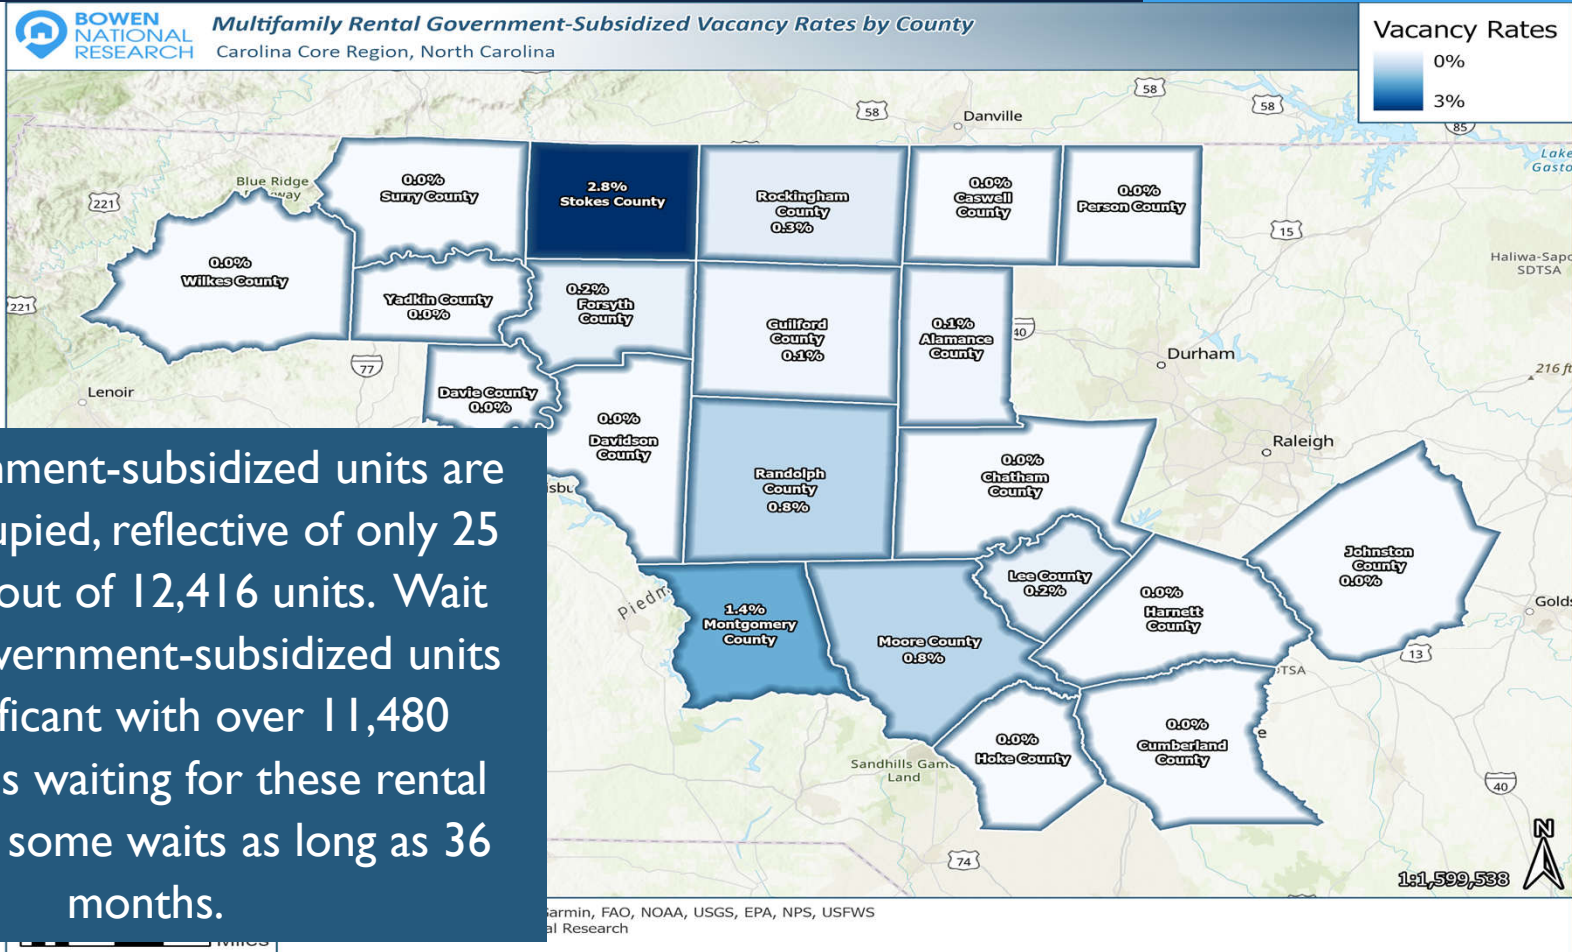 BOWEN
NATIONAL
RESEARCH
Multifamily Rental Government-Subsidized Vacancy Rates by County
Carolina Core Region, North Carolina
Vacancy Rates
0%
3%
58
58
58
85
Danville
Lake
Blue Ridge
221
0.0%
Surry County
2.8%
Stokes County
Rockingham
County
0.3%
0.0%
Caswell
County
0.0%
Person County
15
0.0%
Wilkes County
Yadkin County
0.0%
0.2%
Forsyth
County
Guilford
County
0.1%
0.1%
Alamance
County
40
Haliwa-Sapo
SDTSA
221
77
Durham
216 ft
Lenoir
Davie County
0.0%
0.0%
Davidson
County
Randolph
County
0.8%
0.0%
Chatham
County
Raleigh
Johnston
County
0.0%
Lee County
0.2%
0.0%
Harnett
County
1.4%
Montgomery
County
Moore County
0.8%
13
TSA
0.0%
Hoke County
0.0%
Cumberland
County
Sandhills Game
Land
40
74
N
1:1,599,538
nment-subsidized units are
upied, reflective of only 25
out of 12,416 units. Wait
vernment-subsidized units
ficant with over 11,480
s waiting for these rental
some waits as long as 36
months.
Garmin, FAO, NOAA, USGS, EPA, NPS, USFWS
al Research